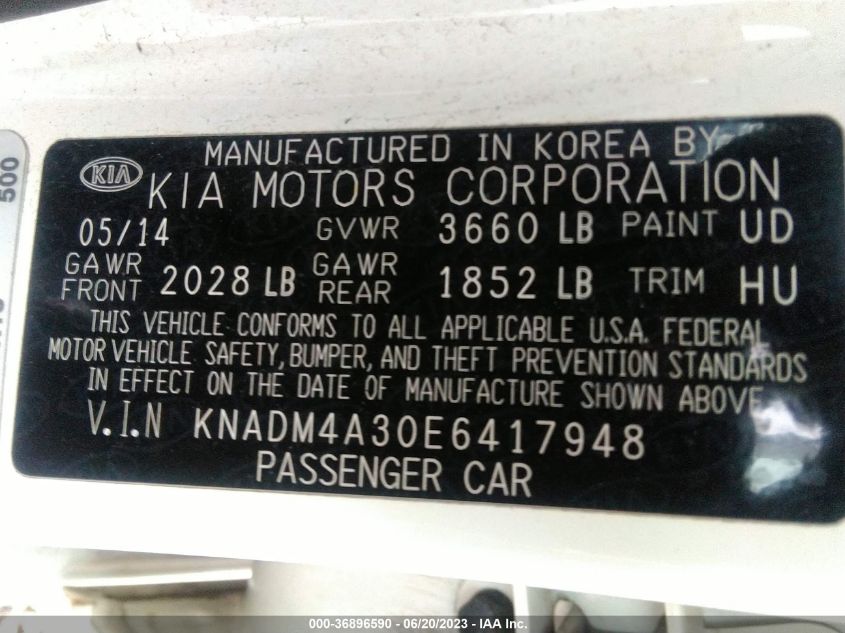 MANUFACTURED IN KOREA BY
KIA KIA MOTORS CORPORATION
05/14 GVWR 3660 LB PAINT UD
GAWR FRONT 2028 LB GAWR REAR 1852 LB TRIM HU
THIS VEHICLE CONFORMS TO ALL APPLICABLE U.S.A. FEDERAL
MOTOR VEHICLE SAFETY, BUMPER, AND THEFT PREVENTION STANDARDS
IN EFFECT ON THE DATE OF MANUFACTURE SHOWN ABOVE.
V.I.N KNADM4A30E6417948
PASSENGER CAR
500
000-36896590 - 06/20/2023 - IAA Inc.